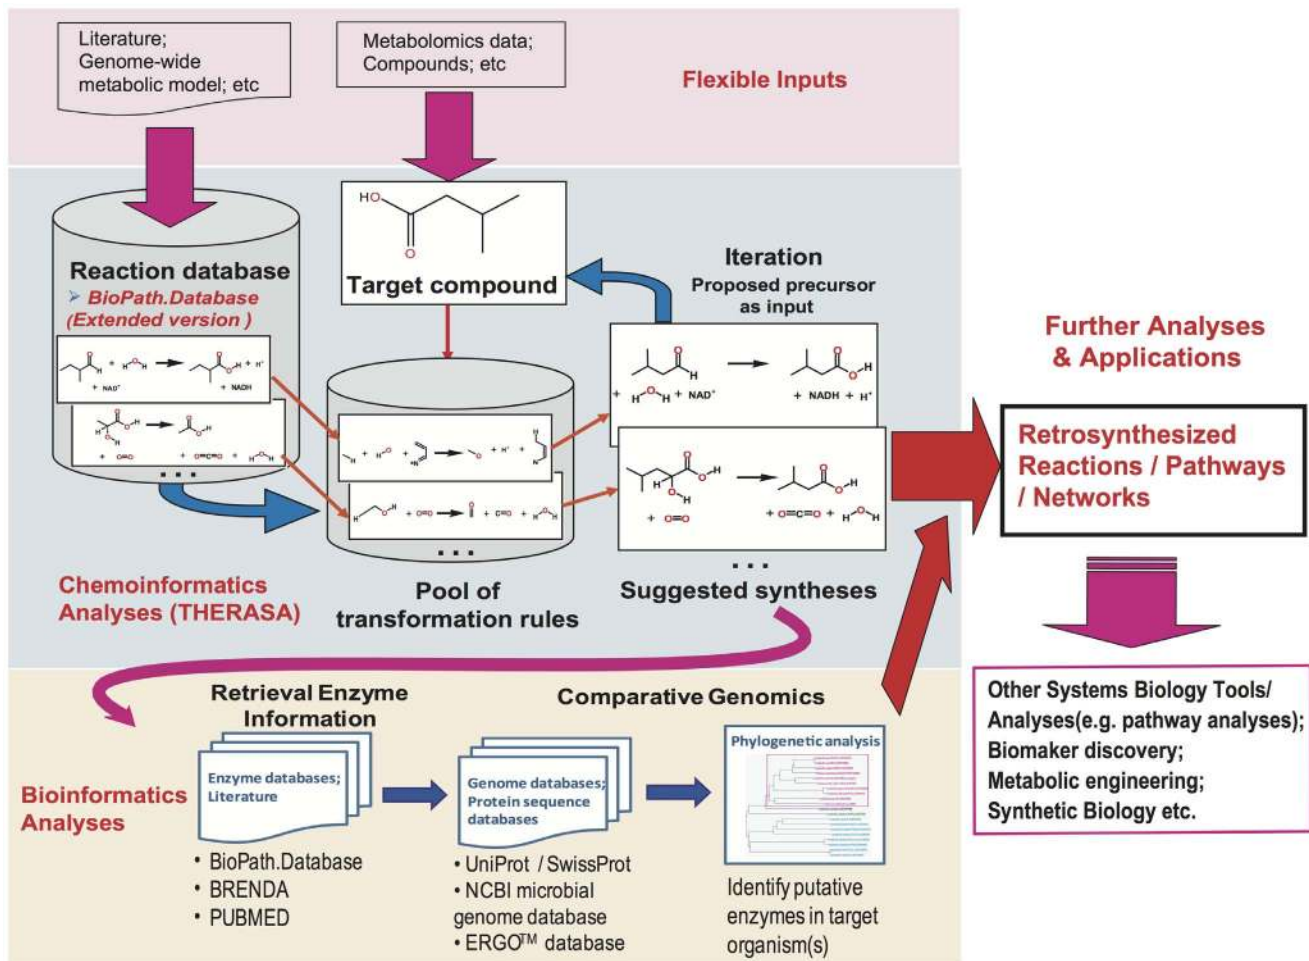 Literature;
Genome-wide
metabolic model; etc
Metabolomics data;
Compounds; etc
Flexible Inputs
HO
O
Target compound
Reaction database
➢ BioPath.Database
(Extended version )
O
H + H O H
O H + H⁺
+ NAD⁺
+ NADH
O H
O H
O O H
+ O=O
+ O=C=O + H O H
. . .
Iteration
Proposed precursor
as input
O H
O O H
+ H O H + NAD⁺
+ NADH + H⁺
O O H
O H
O O H
+ O=O
+ O=C=O + H O H
. . .
Suggested syntheses
H + H O + N
O + H⁺ + H N
H O H + O=O
O + C=O + H O H
. . .
Pool of
transformation rules
Chemoinformatics
Analyses (THERASA)
Further Analyses
& Applications
Retrosynthesized
Reactions / Pathways
/ Networks
Other Systems Biology Tools/
Analyses(e.g. pathway analyses);
Biomaker discovery;
Metabolic engineering;
Synthetic Biology etc.
Bioinformatics
Analyses
Retrieval Enzyme
Information
Enzyme databases;
Literature
• BioPath.Database
• BRENDA
• PUBMED
Comparative Genomics
Genome databases;
Protein sequence
databases
• UniProt / SwissProt
• NCBI microbial
genome database
• ERGO™ database
Phylogenetic analysis
Identify putative
enzymes in target
organism(s)